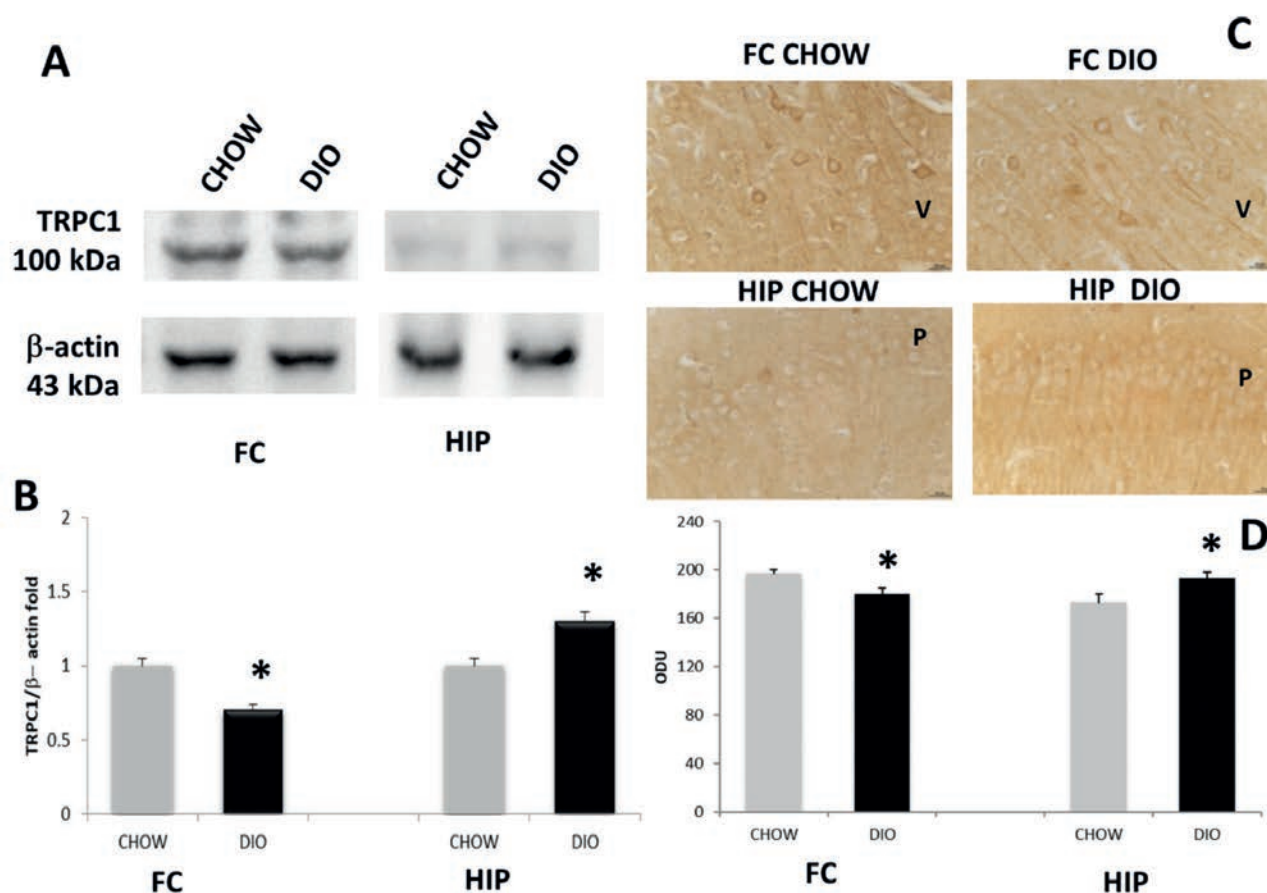 A
CHOW
DIO
CHOW
DIO
TRPC1
100 kDa
β-actin
43 kDa
FC
HIP
C
FC CHOW
FC DIO
V
V
HIP CHOW
HIP DIO
P
P
B
TRPC1/β- actin fold
2
1.5
1
0.5
0
CHOW
DIO
CHOW
DIO
FC
HIP
D
ODU
240
200
160
120
80
40
0
*
*
*
*
CHOW
DIO
CHOW
DIO
FC
HIP